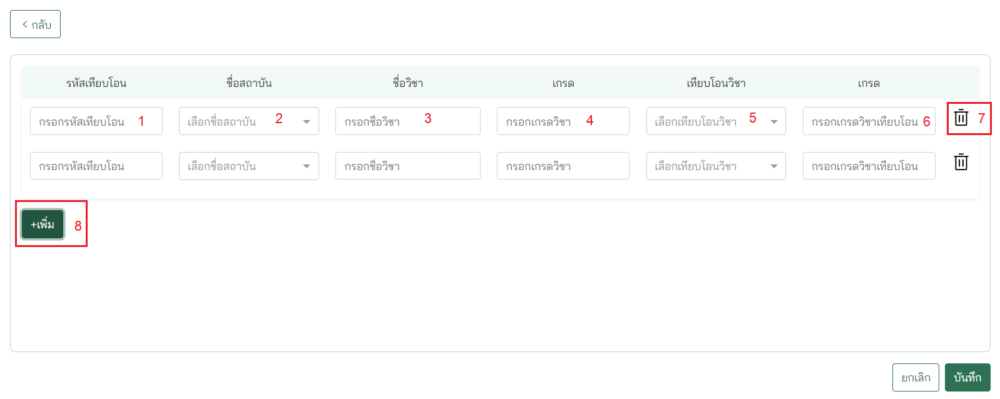 < กลับ
รหัสเทียบโอน ชื่อสถาบัน ชื่อวิชา เกรด เทียบโอนวิชา เกรด
กรอกรหัสเทียบโอน 1 เลือกชื่อสถาบัน 2 กรอกชื่อวิชา 3 กรอกเกรดวิชา 4 เลือกเทียบโอนวิชา 5 กรอกเกรดวิชาเทียบโอน 6 7
กรอกรหัสเทียบโอน เลือกชื่อสถาบัน กรอกชื่อวิชา กรอกเกรดวิชา เลือกเทียบโอนวิชา กรอกเกรดวิชาเทียบโอน
+เพิ่ม 8
ยกเลิก บันทึก